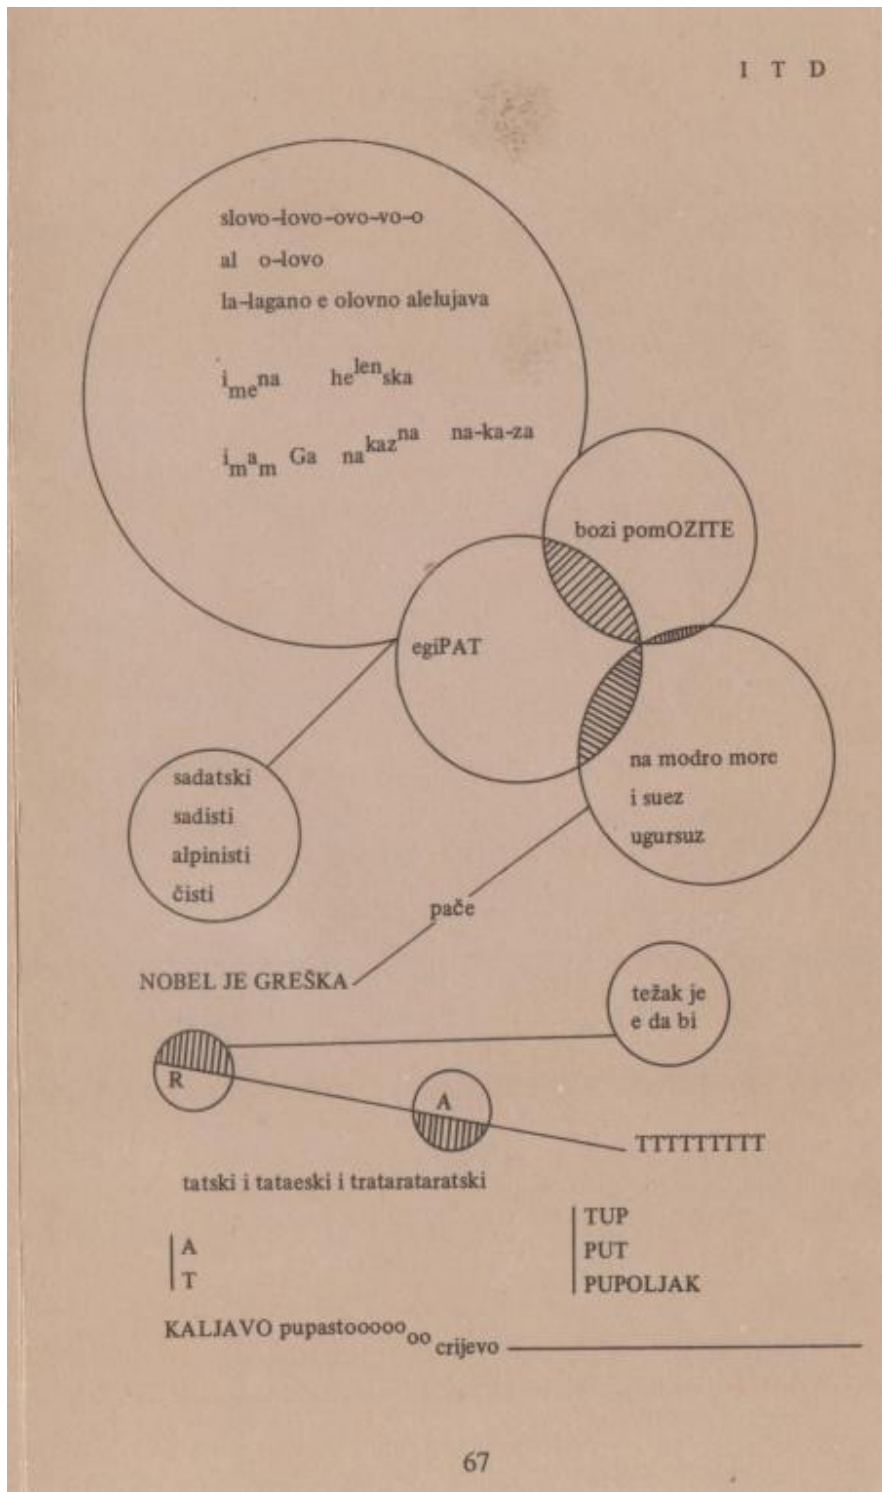 I T D
slovo-lovo-ovo-vo-o
al o-lovo
la-lagano e olovno alelujava
imena helenska
imam Ga nakazna na-ka-za
bozi pomOZITE
egiPAT
na modro more
i suez
ugursuz
sadatski
sadisti
alpinisti
čisti
pače
NOBEL JE GREŠKA
težak je
e da bi
R
A
TTTTTTTTT
tatski i tataeski i tratarataratski
A
T
TUP
PUT
PUPOLJAK
KALJAVO pupastooooooo crijevo
67